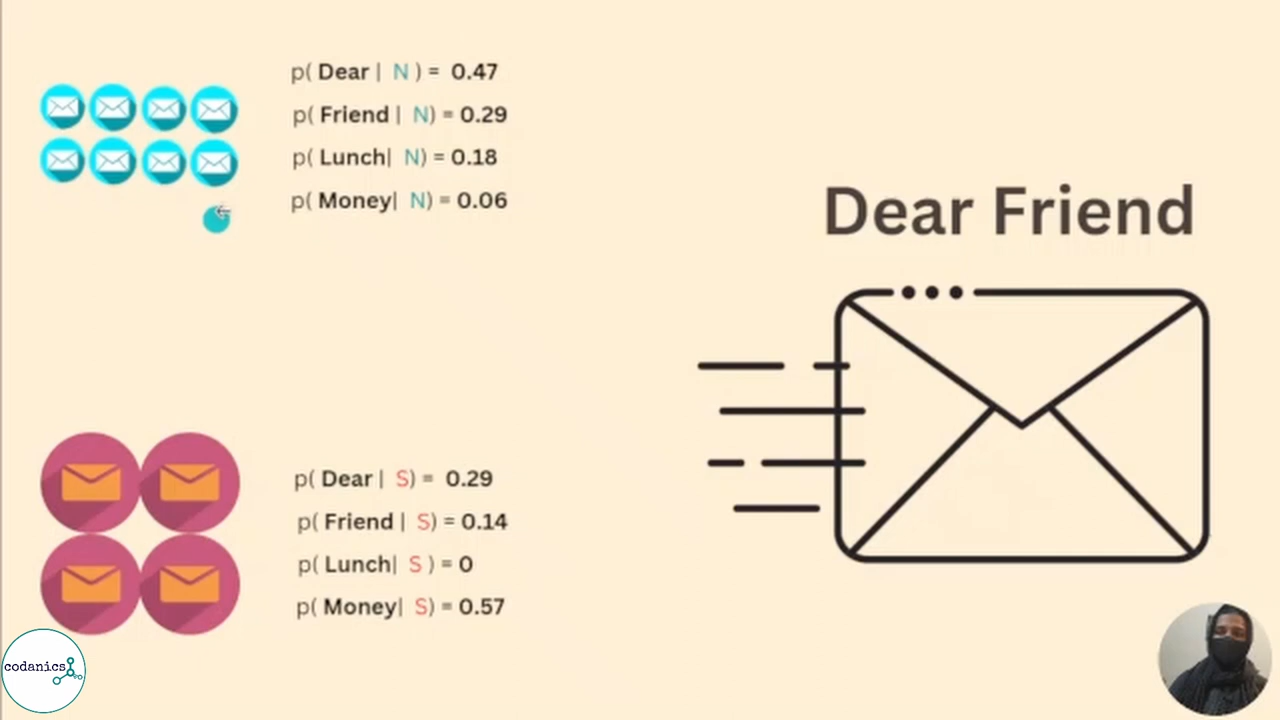 p( Dear | N ) = 0.47
p( Friend | N) = 0.29
p( Lunch| N) = 0.18
p( Money| N) = 0.06
Dear Friend
p( Dear | S) = 0.29
p( Friend | S) = 0.14
p( Lunch| S ) = 0
p( Money| S) = 0.57
codanics